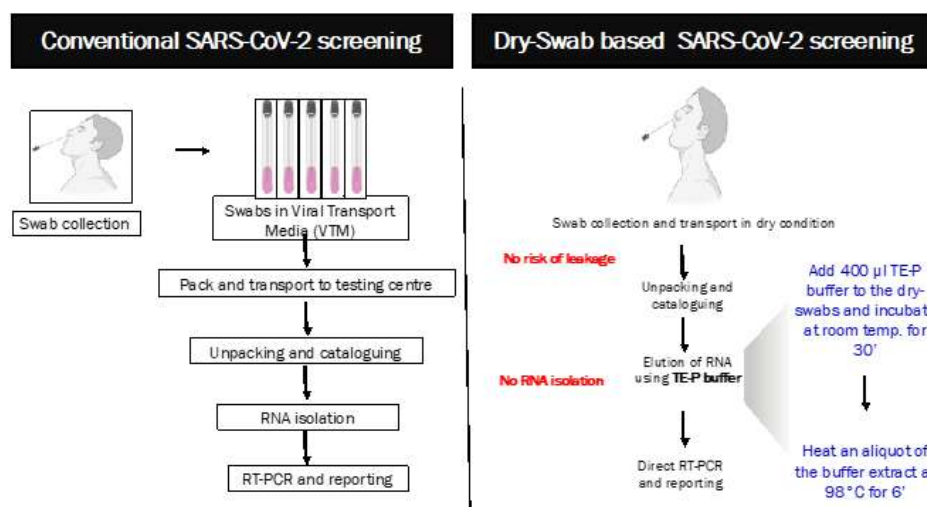 Conventional SARS-CoV-2 screening
Swab collection
Swabs in Viral Transport
Media (VTM)
Pack and transport to testing centre
Unpacking and cataloguing
RNA isolation
RT-PCR and reporting
Dry-Swab based SARS-CoV-2 screening
Swab collection and transport in dry condition
No risk of leakage
Unpacking and
cataloguing
No RNA isolation
Elution of RNA
using TE-P buffer
Direct RT-PCR
and reporting
Add 400 µl TE-P
buffer to the dry-
swabs and incubat
at room temp. for
30'
Heat an aliquot of
the buffer extract a
98°C for 6'